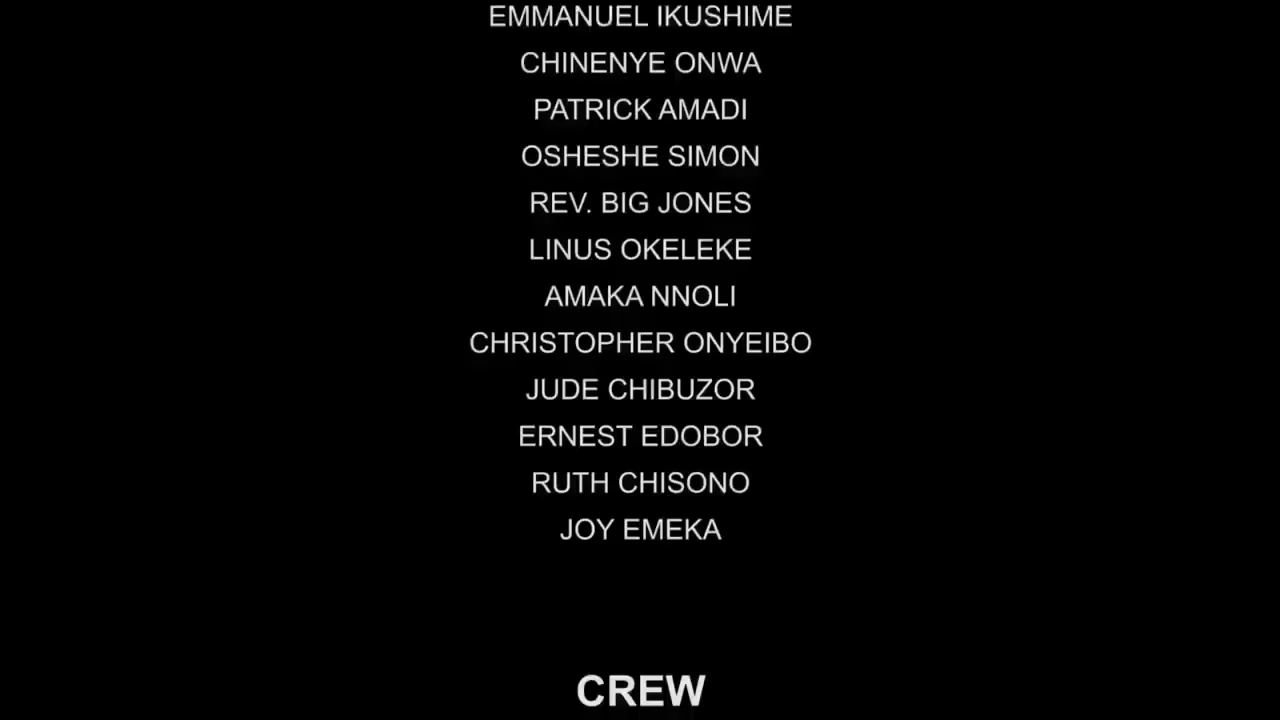 EMMANUEL IKUSHIME
CHINENYE ONWA
PATRICK AMADI
OSHESHE SIMON
REV. BIG JONES
LINUS OKELEKE
AMAKA NNOLI
CHRISTOPHER ONYEIBO
JUDE CHIBUZOR
ERNEST EDOBOR
RUTH CHISONO
JOY EMEKA
CREW